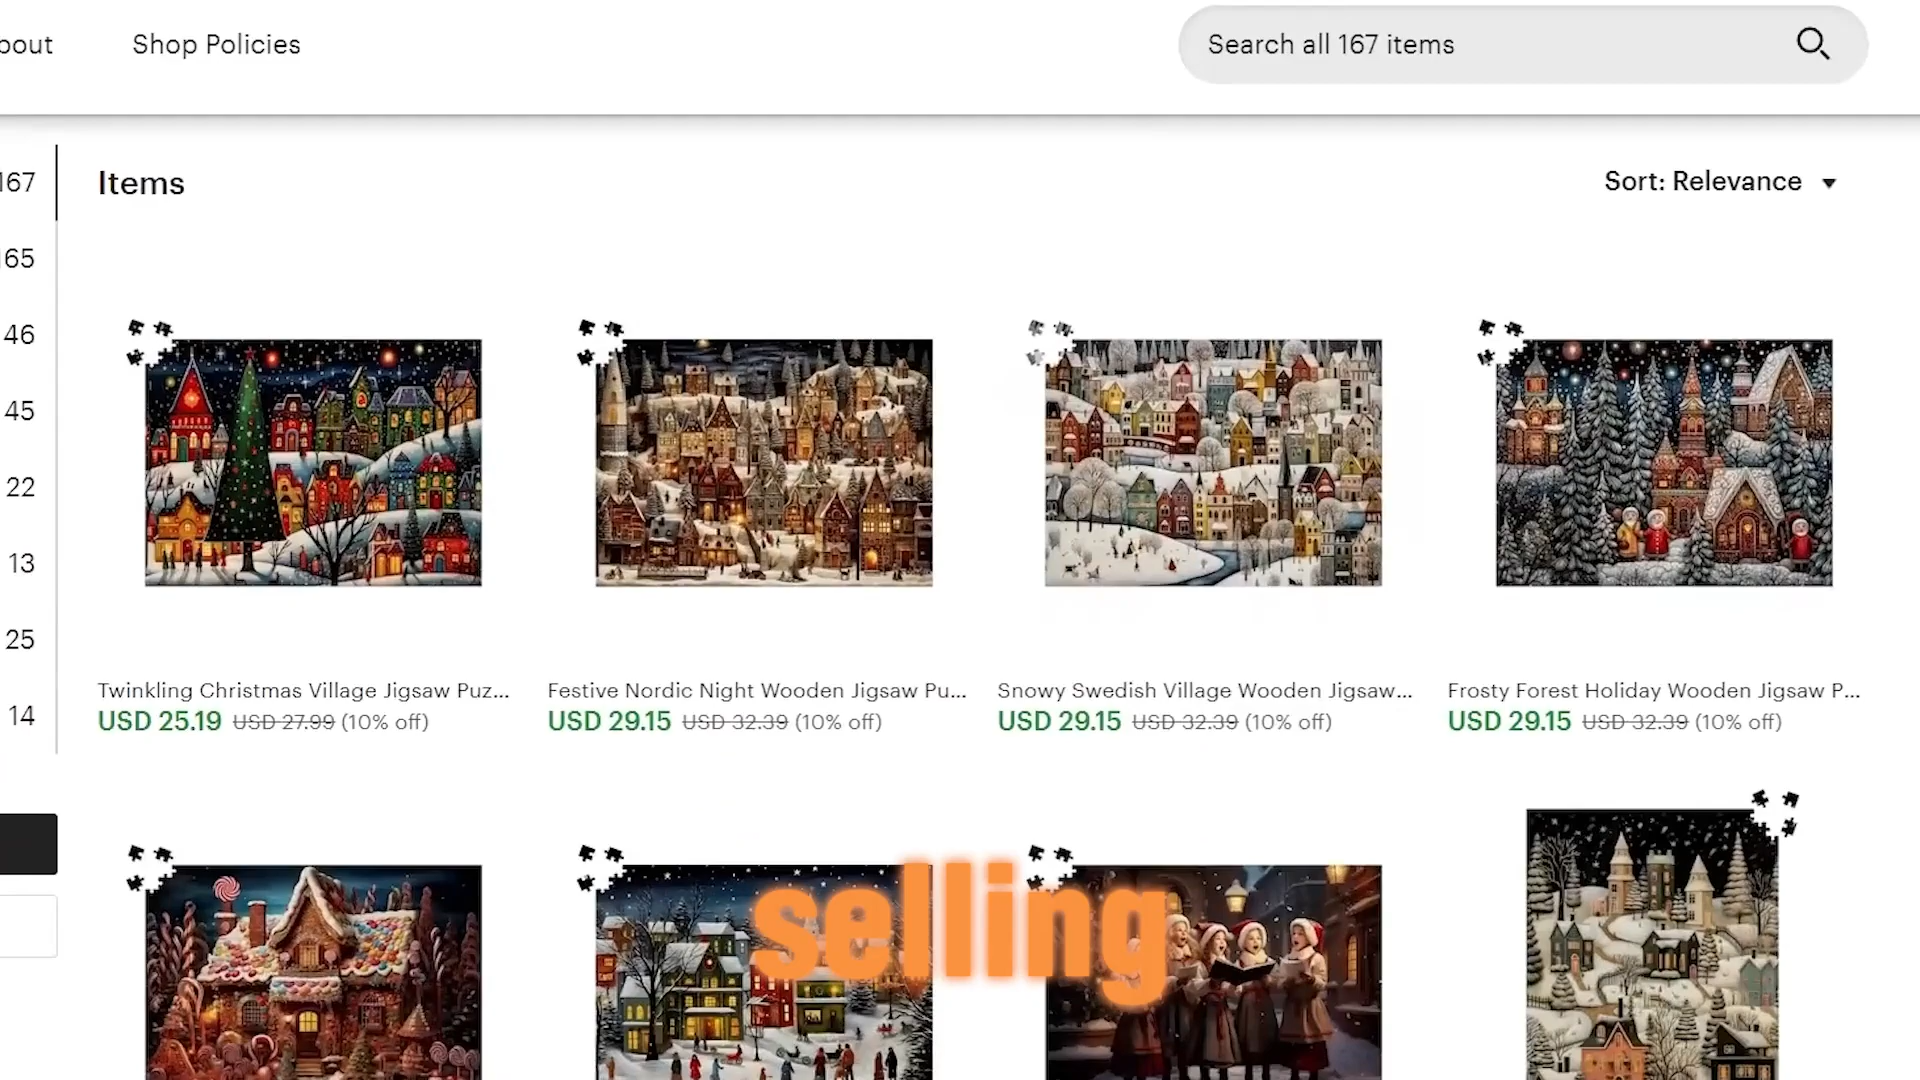 bout Shop Policies Search all 167 items
167 Items Sort: Relevance
165
46
45
22
13
25
14
Twinkling Christmas Village Jigsaw Puz...
USD 25.19 USD 27.99 (10% off)
Festive Nordic Night Wooden Jigsaw Pu...
USD 29.15 USD 32.39 (10% off)
Snowy Swedish Village Wooden Jigsaw...
USD 29.15 USD 32.39 (10% off)
Frosty Forest Holiday Wooden Jigsaw P...
USD 29.15 USD 32.39 (10% off)
selling